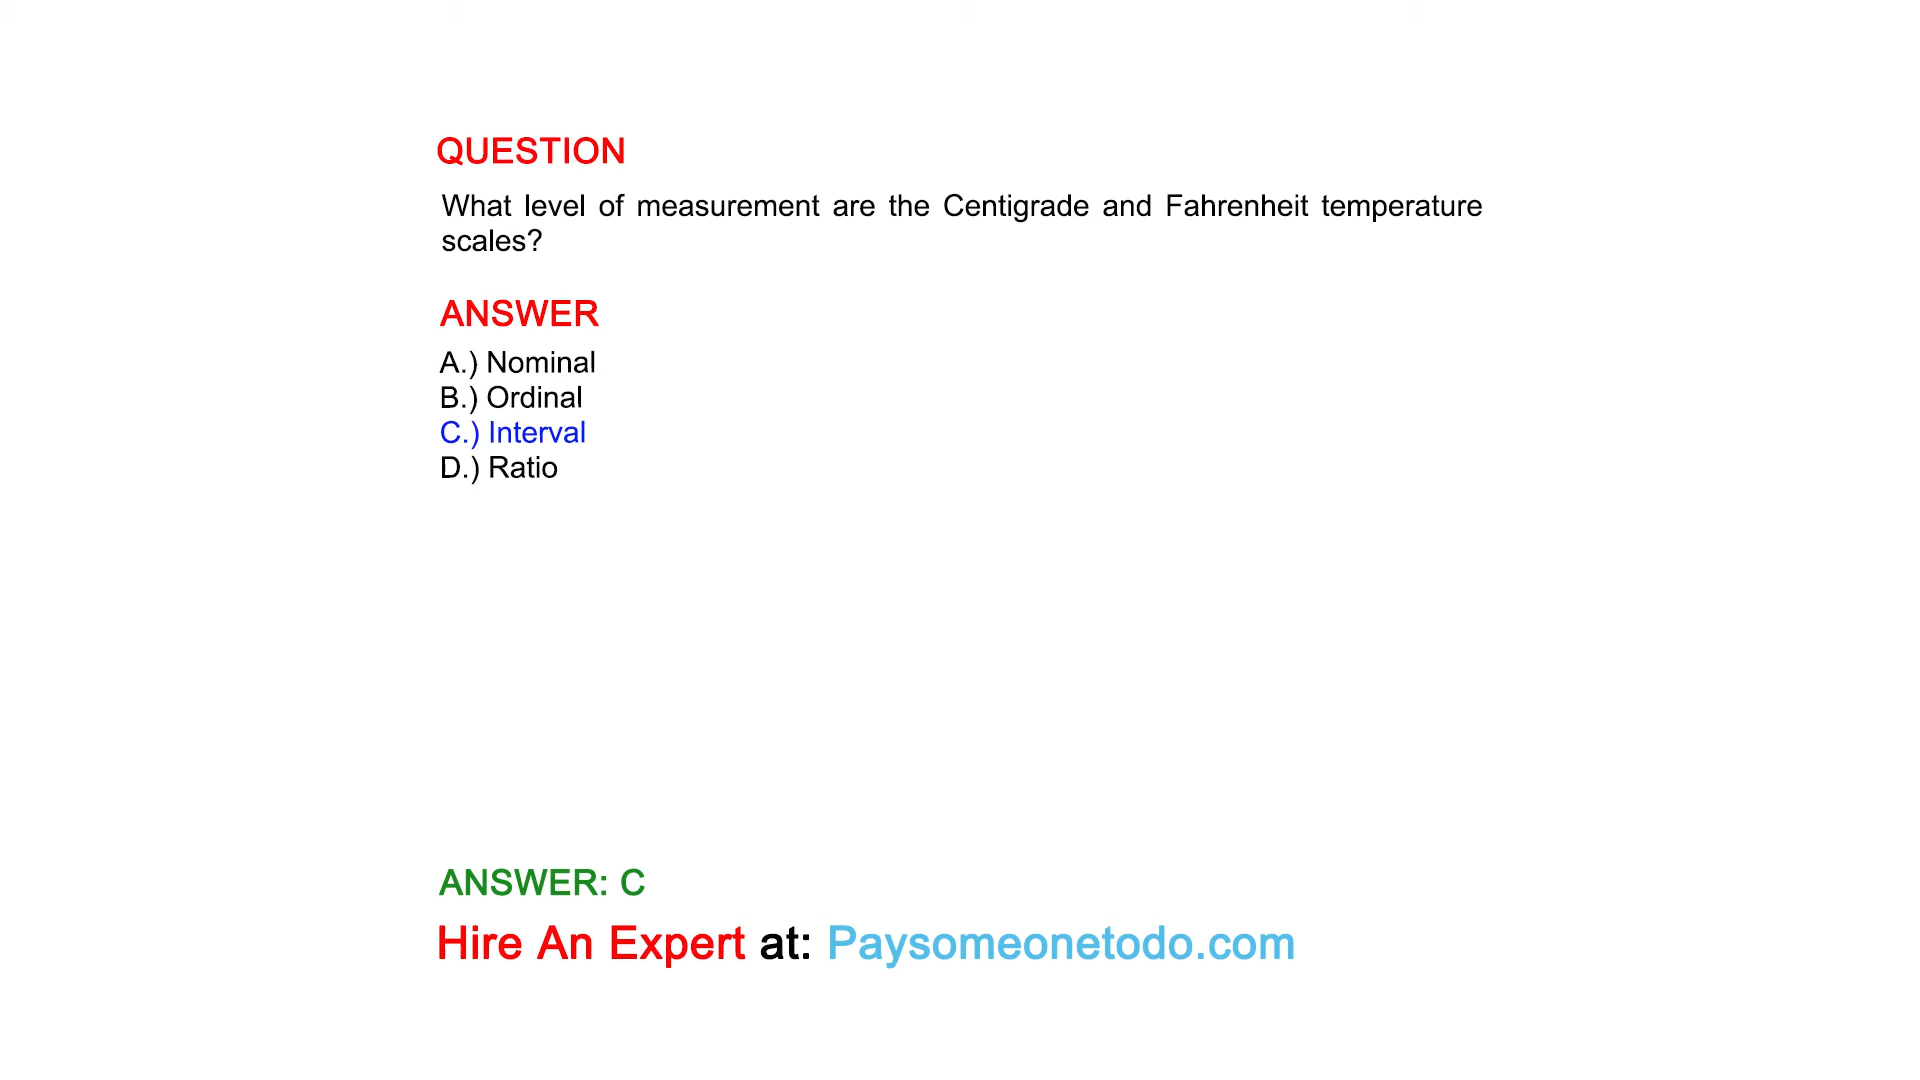 QUESTION
What level of measurement are the Centigrade and Fahrenheit temperature
scales?
ANSWER
A.) Nominal
B.) Ordinal
C.) Interval
D.) Ratio
ANSWER: C
Hire An Expert at: Paysomeonetodo.com